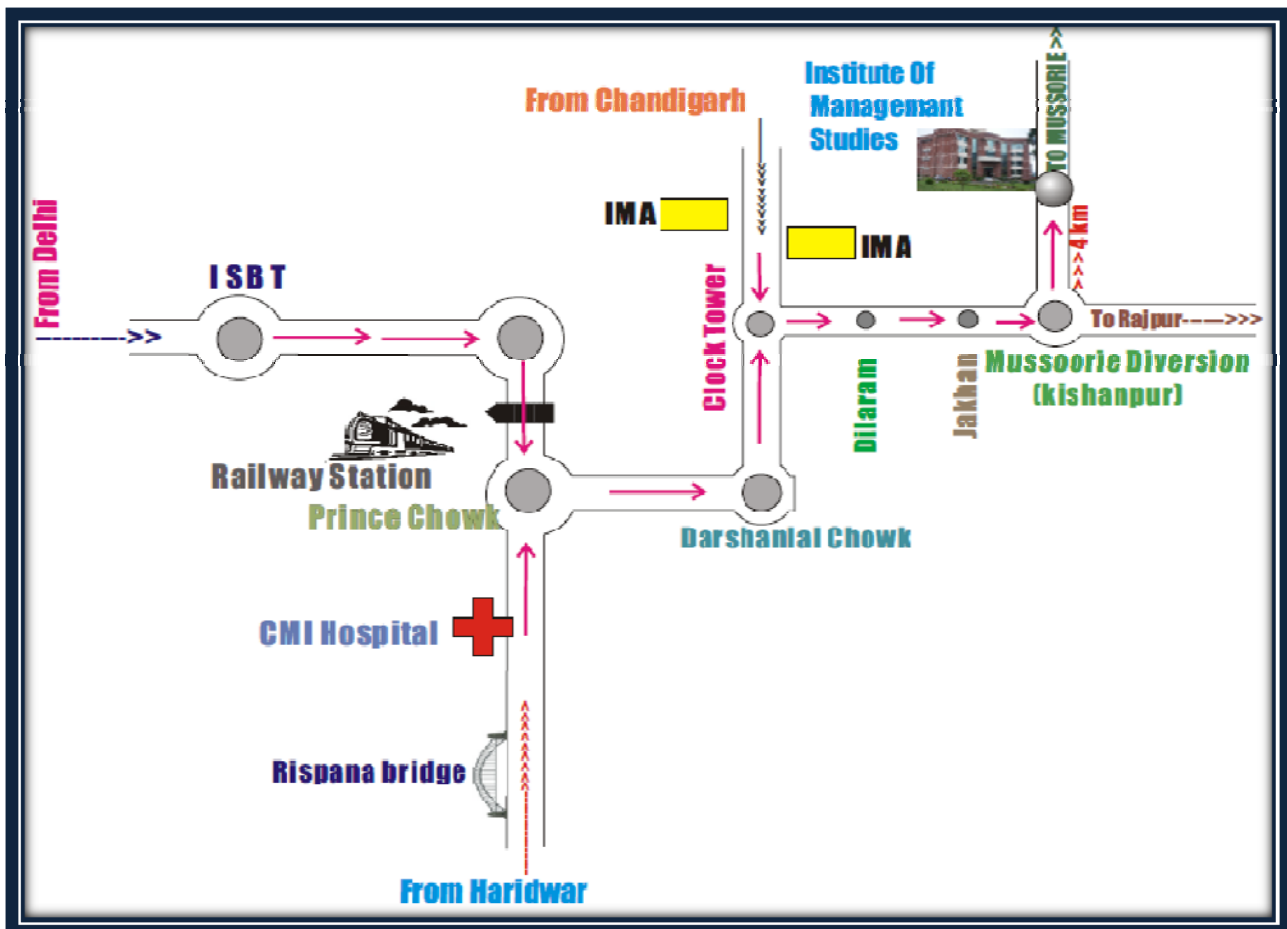 Institute Of
Managemant
Studies
From Chandigarh
TO MUSSORIE >>
IMA
IMA
From Delhi
--------->>
ISBT
>>>4 km
Clock Tower
To Rajpur----->>>
Mussoorie Diversion
(kishanpur)
Dilaram
Jakhan
Railway Station
Prince Chowk
Darshanlal Chowk
CMI Hospital
Rispana bridge
From Haridwar